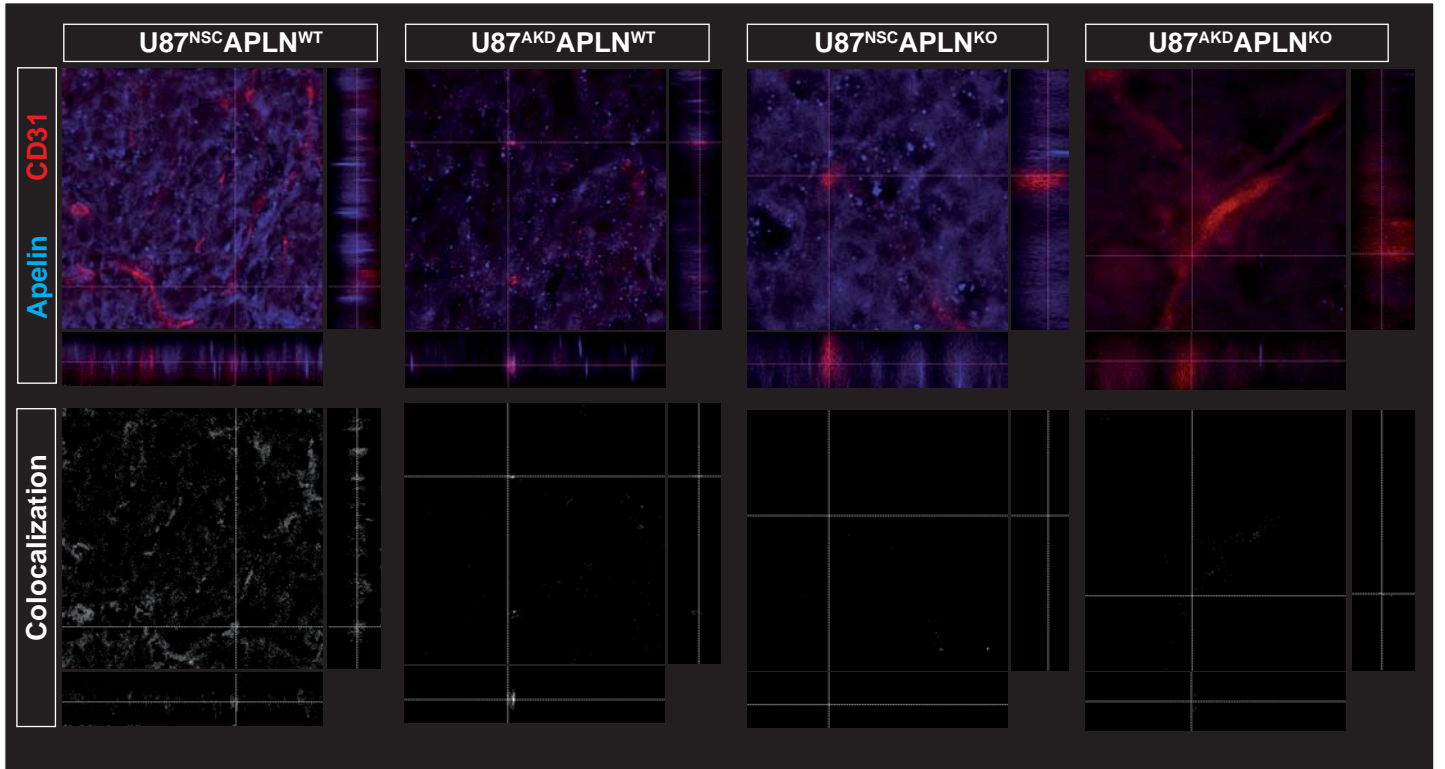 U87ᴺˢᶜAPLNᵂᵀ
U87ᴬᴷᴰAPLNᵂᵀ
U87ᴺˢᶜAPLNᴷᴼ
U87ᴬᴷᴰAPLNᴷᴼ
Apelin CD31
Colocalization